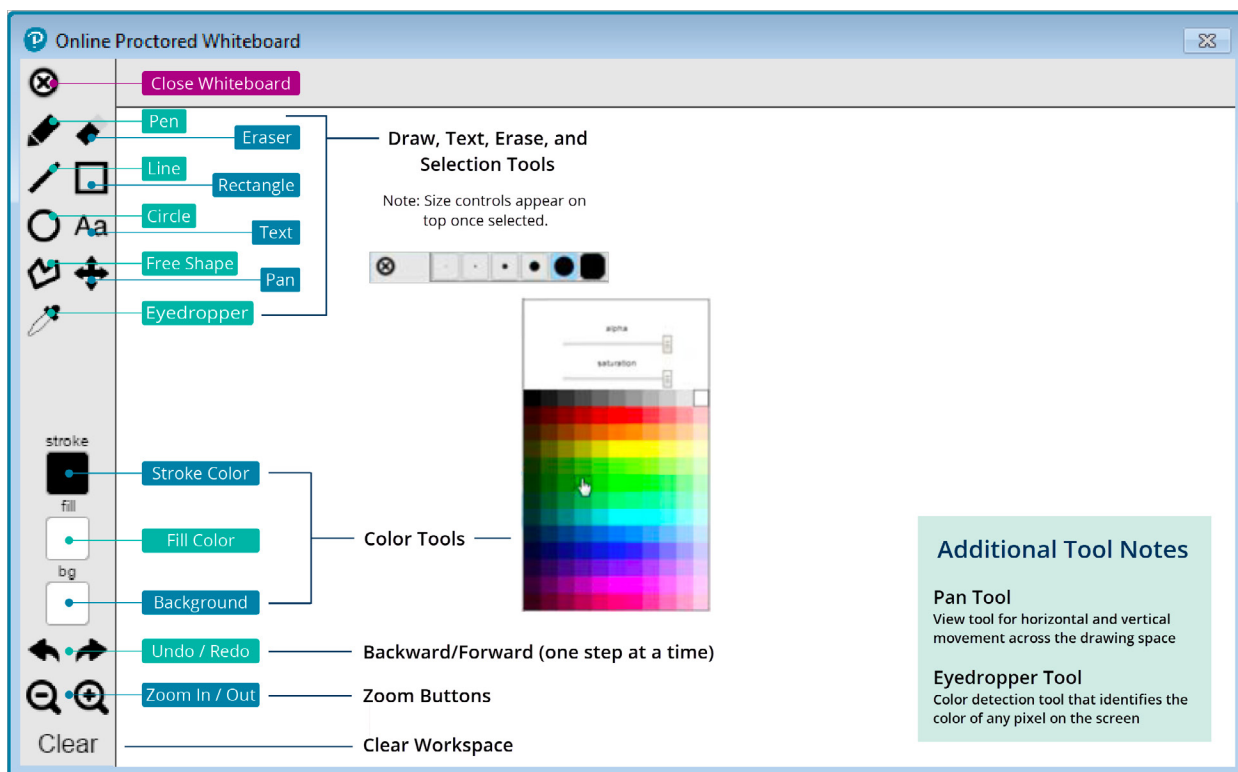 Online Proctored Whiteboard
Close Whiteboard
Pen
Eraser
Line
Rectangle
Circle
Aa
Text
Free Shape
Pan
Eyedropper
Draw, Text, Erase, and
Selection Tools
Note: Size controls appear on
top once selected.
alpha
saturation
stroke
Stroke Color
fill
Fill Color
Color Tools
bg
Background
Undo / Redo
Backward/Forward (one step at a time)
Zoom In / Out
Zoom Buttons
Clear
Clear Workspace
Additional Tool Notes
Pan Tool
View tool for horizontal and vertical
movement across the drawing space
Eyedropper Tool
Color detection tool that identifies the
color of any pixel on the screen